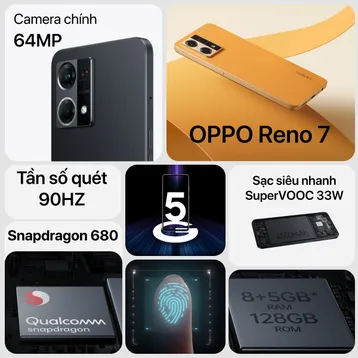 Camera chính
64MP
OPPO Reno 7
Tần số quét
90HZ
5
Sạc siêu nhanh
SuperVOOC 33W
Snapdragon 680
Qualcomm
snapdragon
8+5GB*
RAM
128GB
ROM